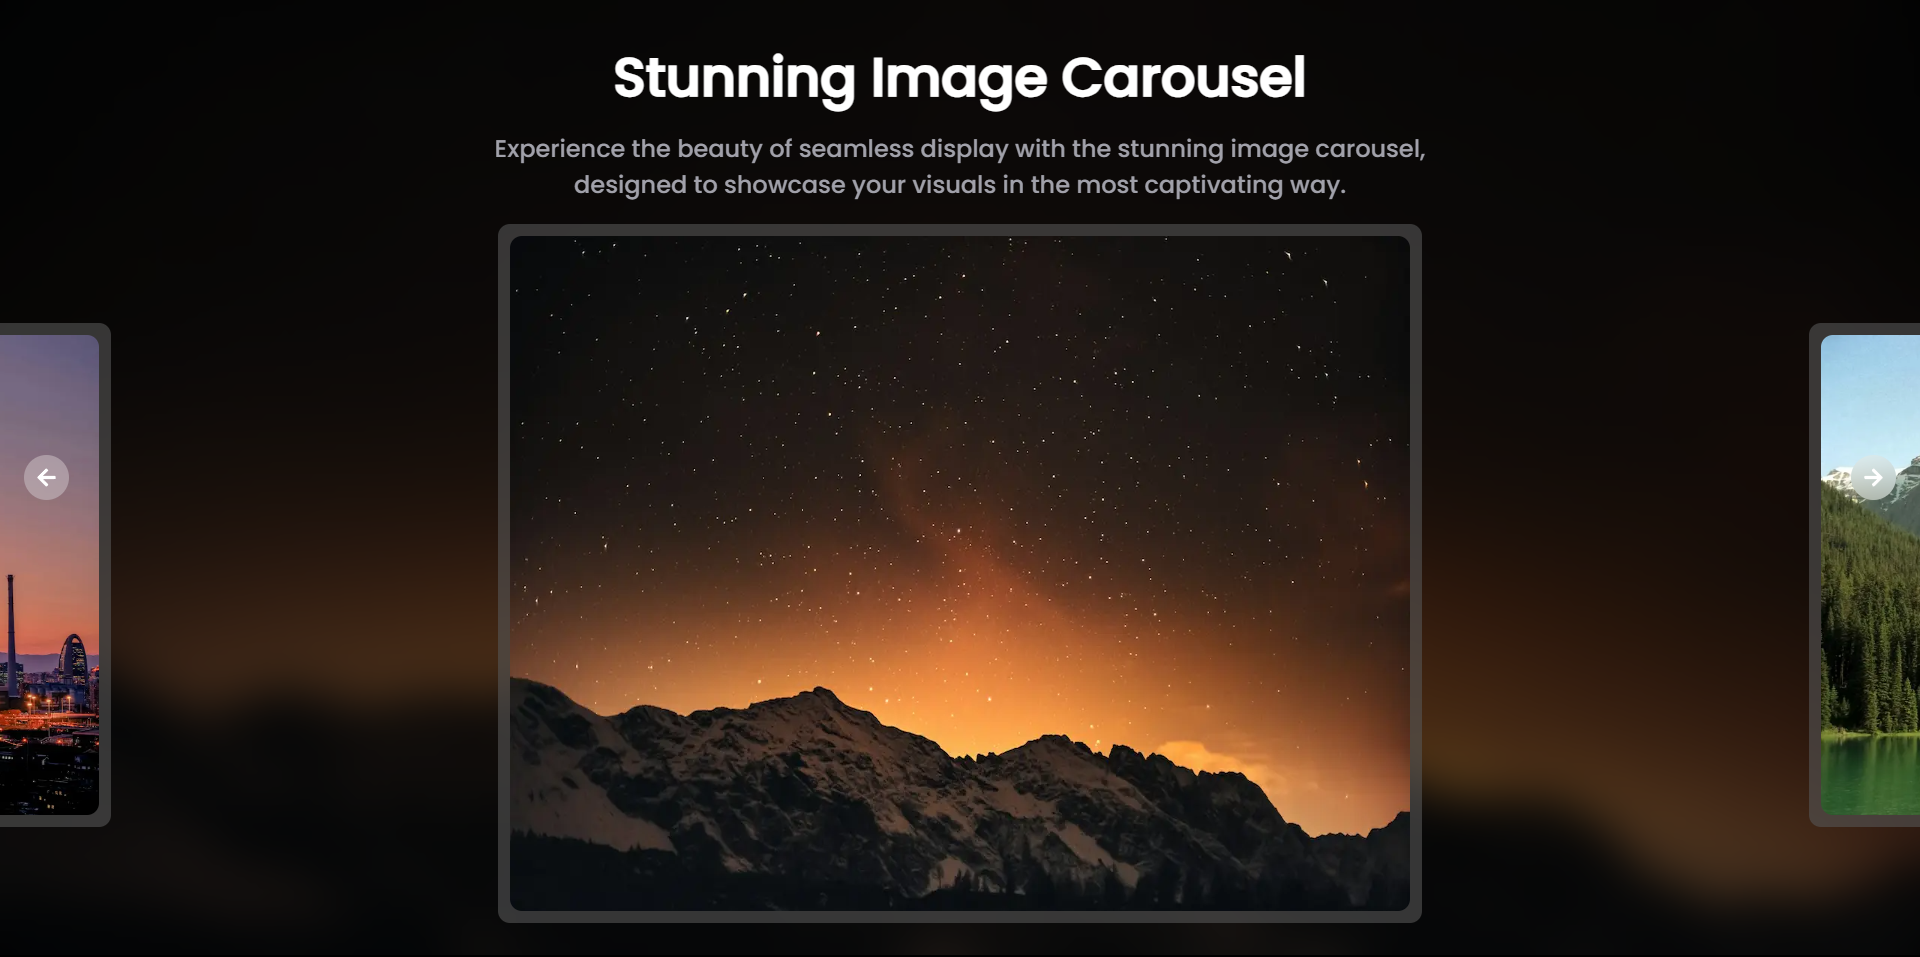 Stunning Image Carousel
Experience the beauty of seamless display with the stunning image carousel,
designed to showcase your visuals in the most captivating way.